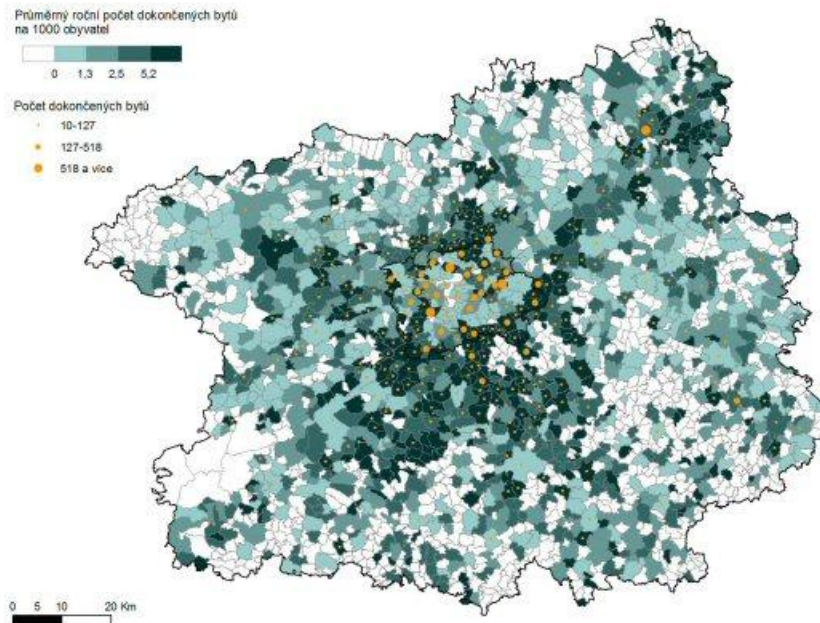 Průměrný roční počet dokončených bytů
na 1000 obyvatel
0 1,3 2,5 5,2
Počet dokončených bytů
10-127
127-518
518 a více
0 5 10 20 Km